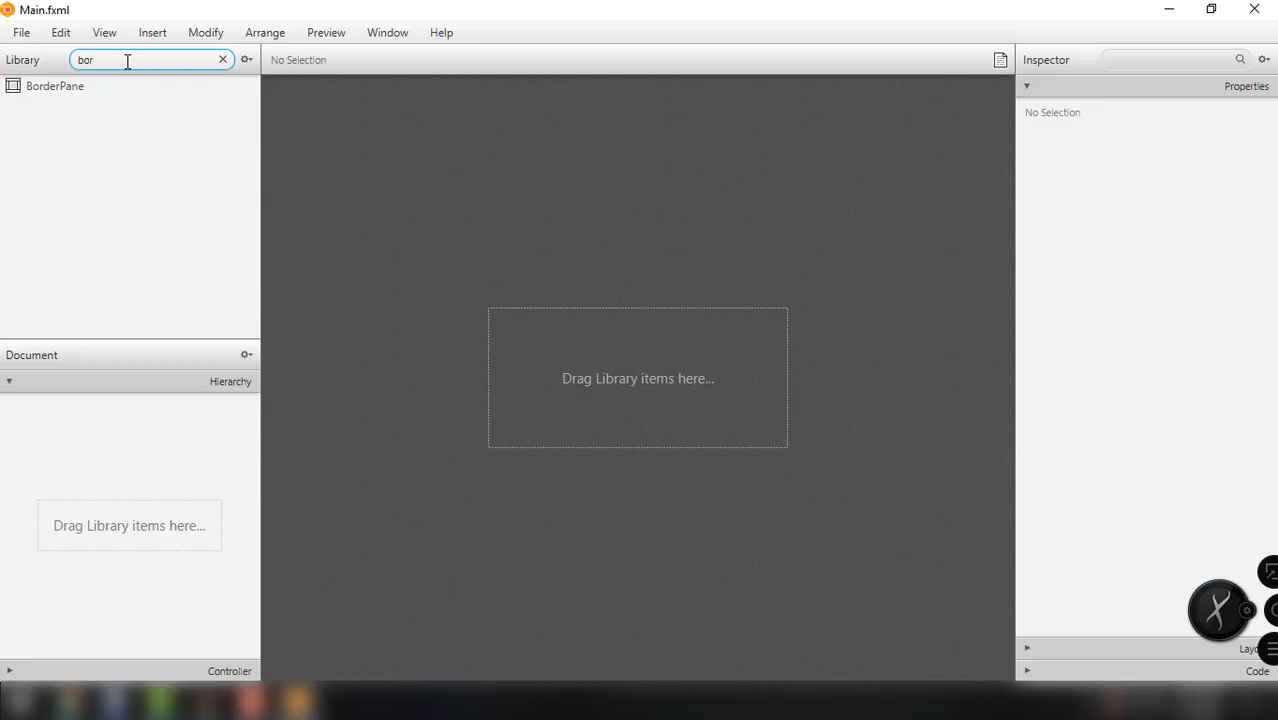 Main.fxml
File Edit View Insert Modify Arrange Preview Window Help
Library bor No Selection Inspector
BorderPane Properties
No Selection
Document
Hierarchy
Drag Library items here...
Drag Library items here...
Controller
Code